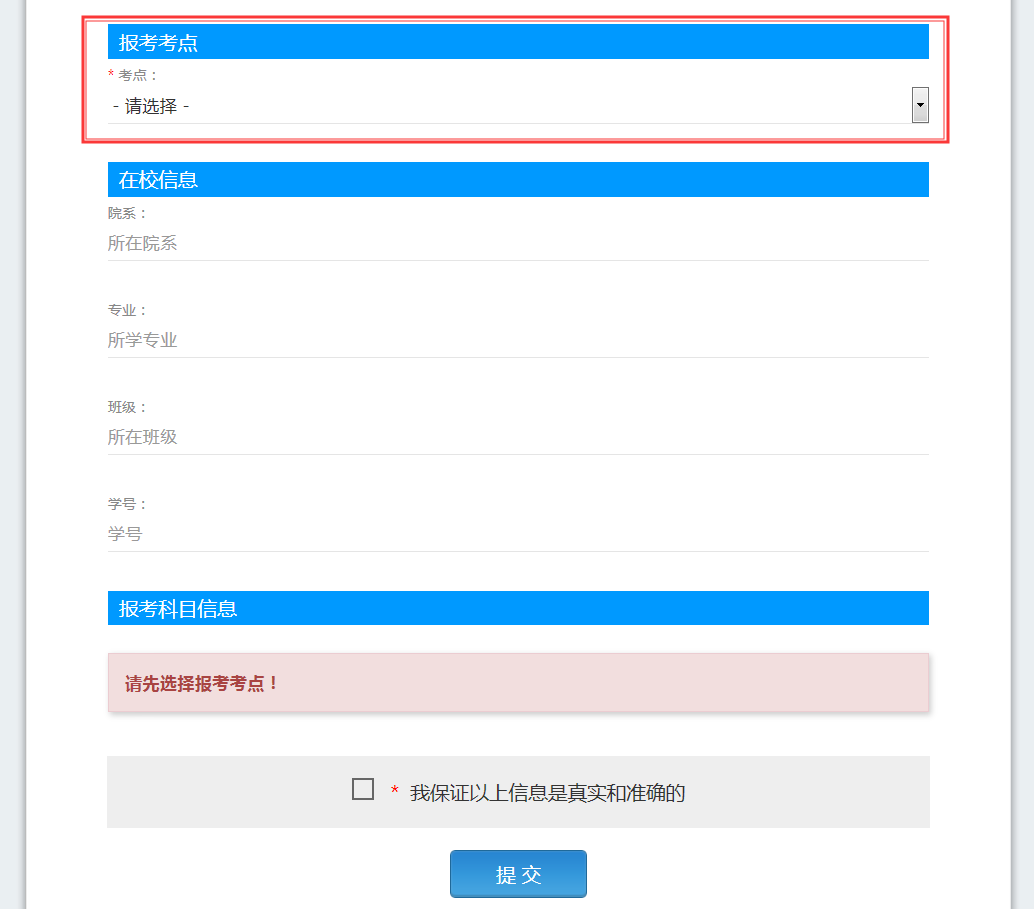 报考考点
* 考点：
- 请选择 -
在校信息
院系：
所在院系
专业：
所学专业
班级：
所在班级
学号：
学号
报考科目信息
请先选择报考考点！
* 我保证以上信息是真实和准确的
提 交